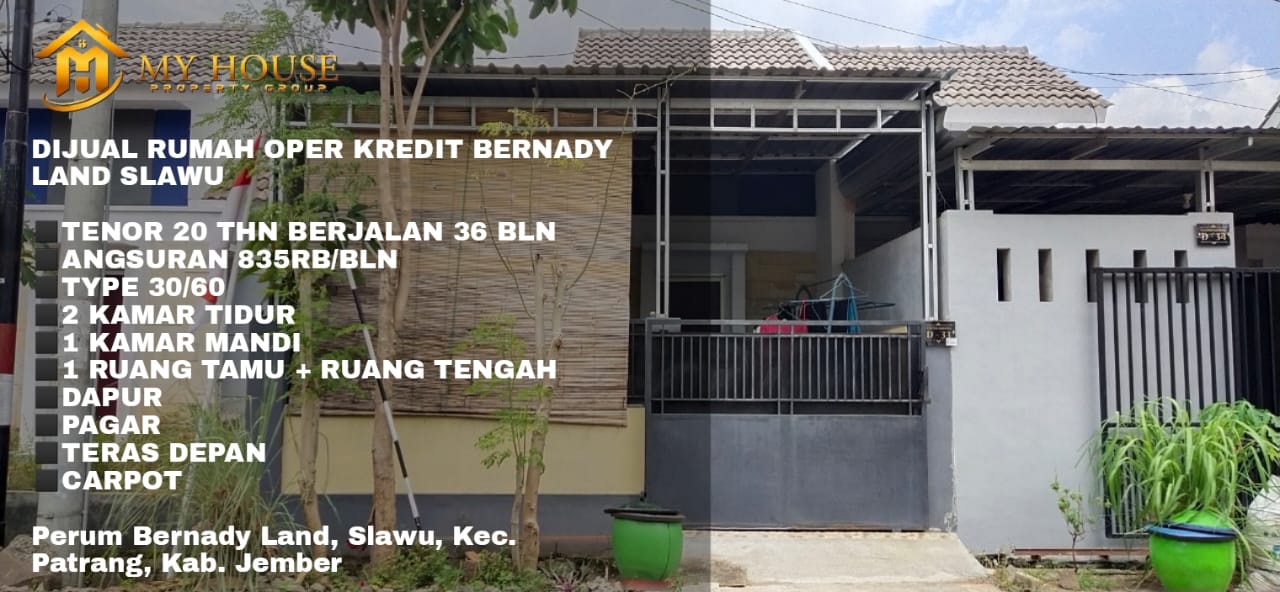 MY HOUSE
PROPERTY GROUP
DIJUAL RUMAH OPER KREDIT BERNADY
LAND SLAWU
TENOR 20 THN BERJALAN 36 BLN
ANGSURAN 835RB/BLN
TYPE 30/60
2 KAMAR TIDUR
1 KAMAR MANDI
1 RUANG TAMU + RUANG TENGAH
DAPUR
PAGAR
TERAS DEPAN
CARPOT
Perum Bernady Land, Slawu, Kec.
Patrang, Kab. Jember
D - 34